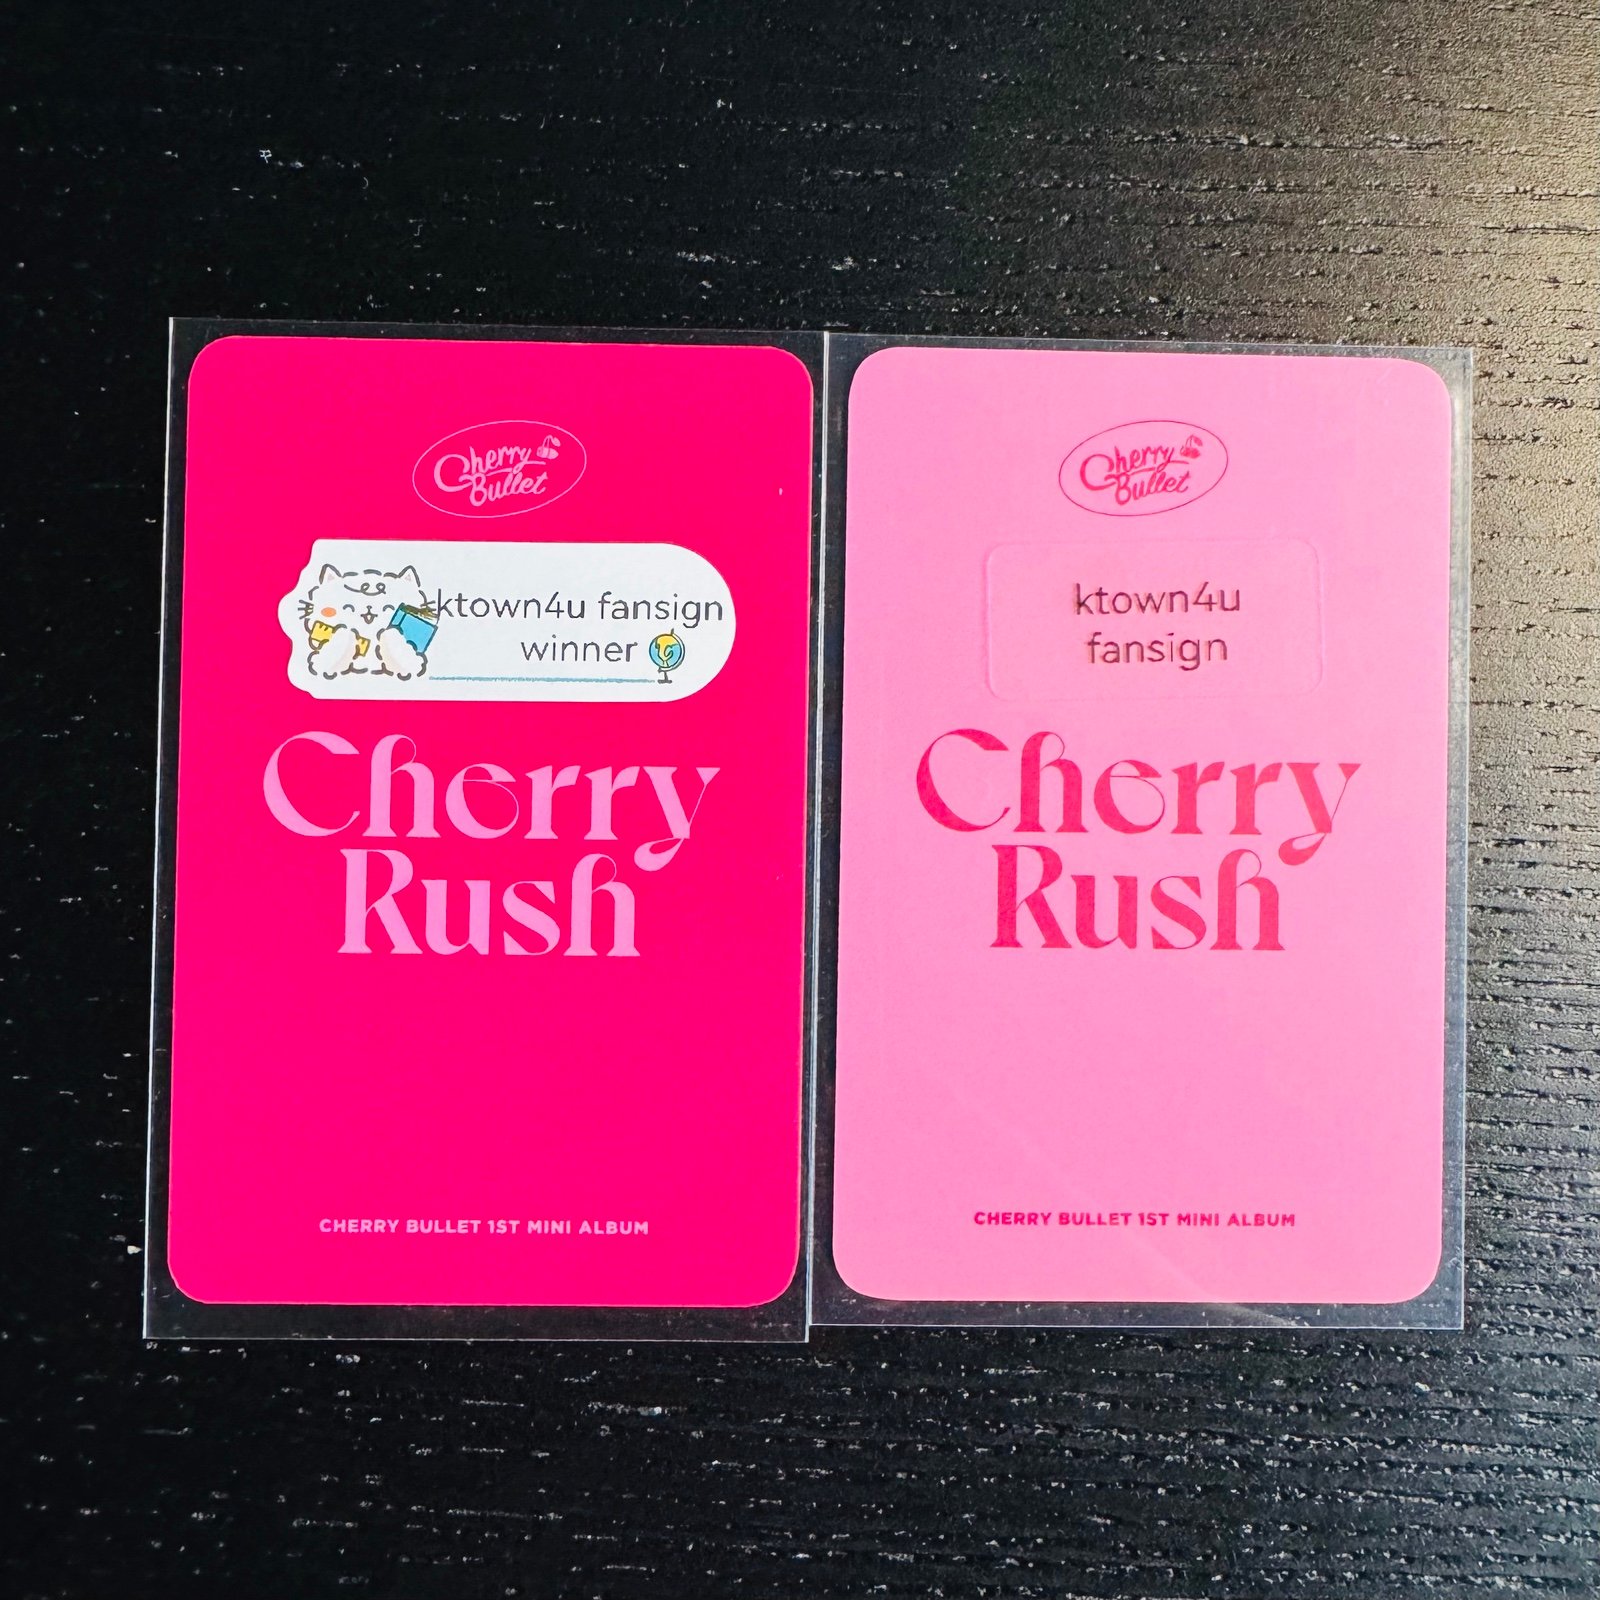 Cherry
Bullet
ktown4u fansign
winner
Cherry
Rush
CHERRY BULLET 1ST MINI ALBUM
Cherry
Bullet
ktown4u
fansign
Cherry
Rush
CHERRY BULLET 1ST MINI ALBUM